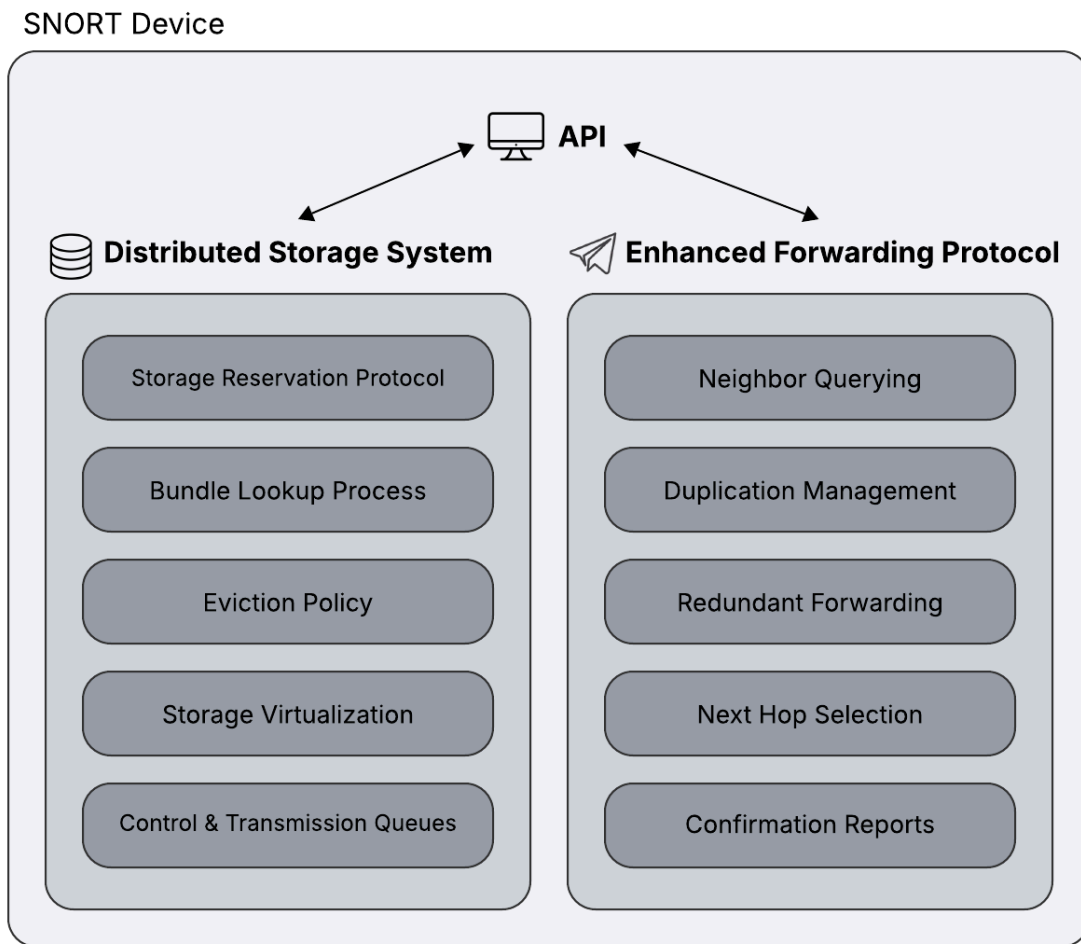 SNORT Device
API
Distributed Storage System
Storage Reservation Protocol
Bundle Lookup Process
Eviction Policy
Storage Virtualization
Control & Transmission Queues
Enhanced Forwarding Protocol
Neighbor Querying
Duplication Management
Redundant Forwarding
Next Hop Selection
Confirmation Reports